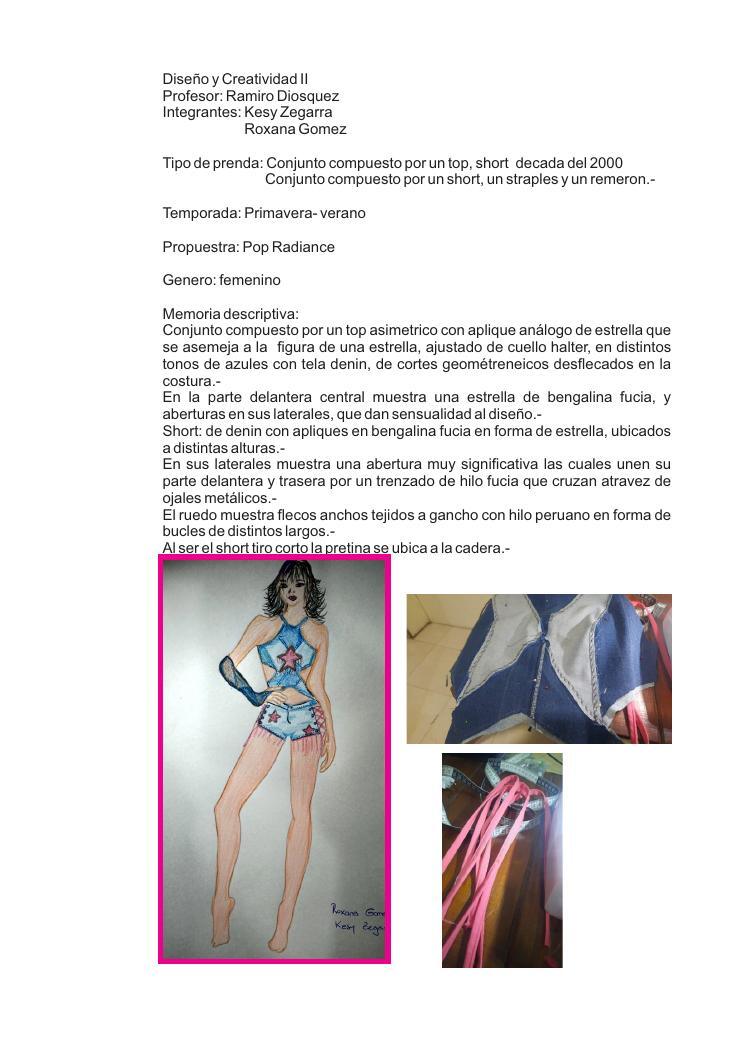 Diseño y Creatividad II
Profesor: Ramiro Diosquez
Integrantes: Kesy Zegarra
Roxana Gomez
Tipo de prenda: Conjunto compuesto por un top, short  decada del 2000
Conjunto compuesto por un short, un straples y un remeron.-
Temporada: Primavera- verano
Propuestra: Pop Radiance
Genero: femenino
Memoria descriptiva:
Conjunto compuesto por un top asimetrico con aplique análogo de estrella que
se asemeja a la  figura de una estrella, ajustado de cuello halter, en distintos
tonos de azules con tela denin, de cortes geométreneicos desflecados en la
costura.-
En la parte delantera central muestra una estrella de bengalina fucia, y
aberturas en sus laterales, que dan sensualidad al diseño.-
Short: de denin con apliques en bengalina fucia en forma de estrella, ubicados
a distintas alturas.-
En sus laterales muestra una abertura muy significativa las cuales unen su
parte delantera y trasera por un trenzado de hilo fucia que cruzan atravez de
ojales metálicos.-
El ruedo muestra flecos anchos tejidos a gancho con hilo peruano en forma de
bucles de distintos largos.-
Al ser el short tiro corto la pretina se ubica a la cadera.-
Roxana Gome
Kesy Zega